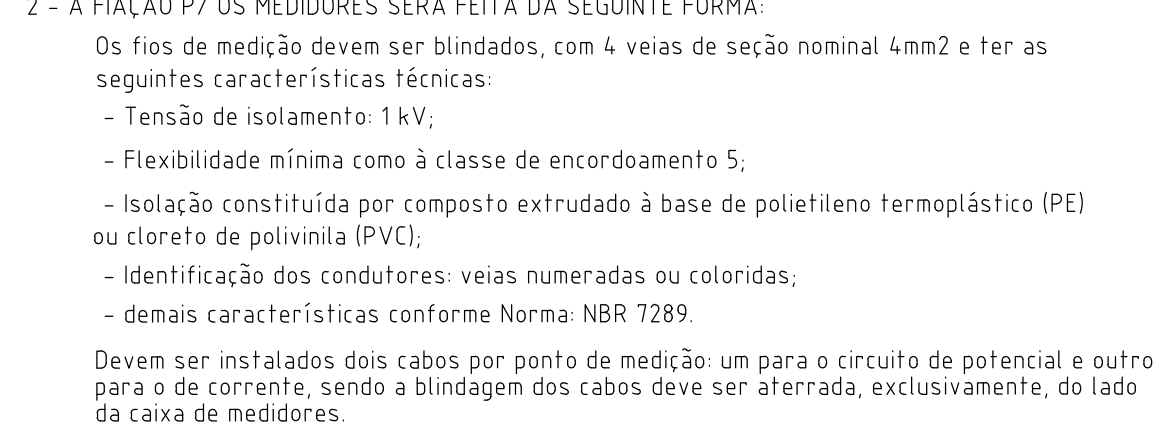 2 - A FIAÇÃO P/ OS MEDIDORES SERÁ FEITA DA SEGUINTE FORMA:
Os fios de medição devem ser blindados, com 4 veias de seção nominal 4mm2 e ter as
seguintes características técnicas:
- Tensão de isolamento: 1 kV;
- Flexibilidade mínima como à classe de encordoamento 5;
- Isolação constituída por composto extrudado à base de polietileno termoplástico (PE)
ou cloreto de polivinila (PVC);
- Identificação dos condutores: veias numeradas ou coloridas;
- demais características conforme Norma: NBR 7289.
Devem ser instalados dois cabos por ponto de medição: um para o circuito de potencial e outro
para o de corrente, sendo a blindagem dos cabos deve ser aterrada, exclusivamente, do lado
da caixa de medidores.